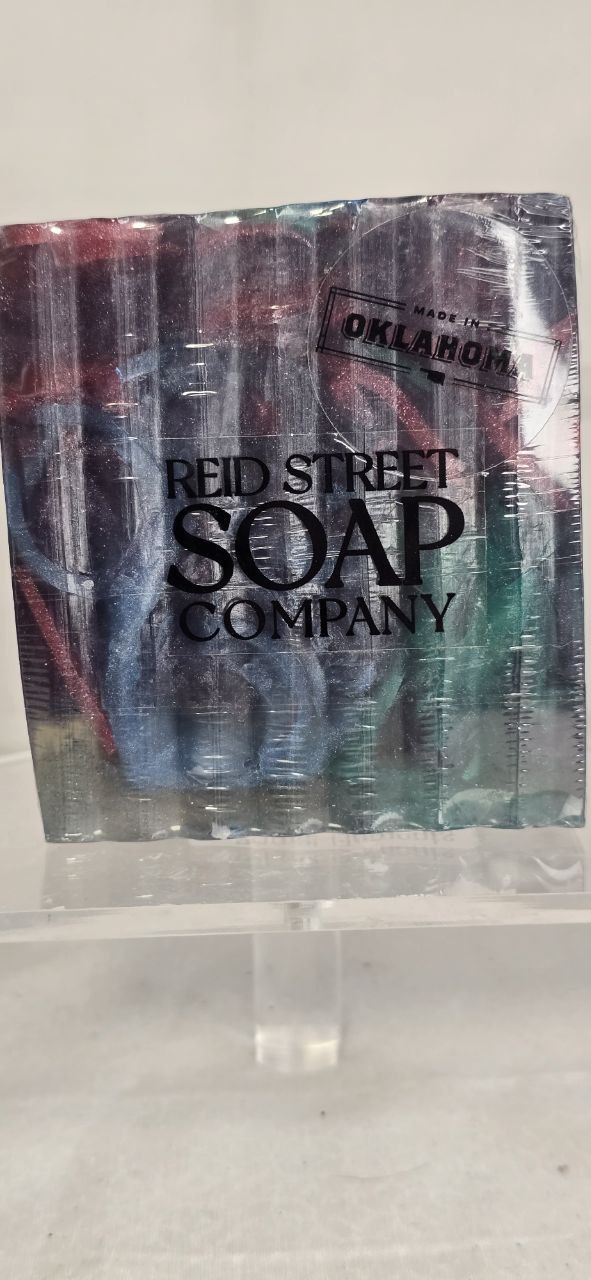 MADE IN
OKLAHOMA
REID STREET
SOAP
COMPANY